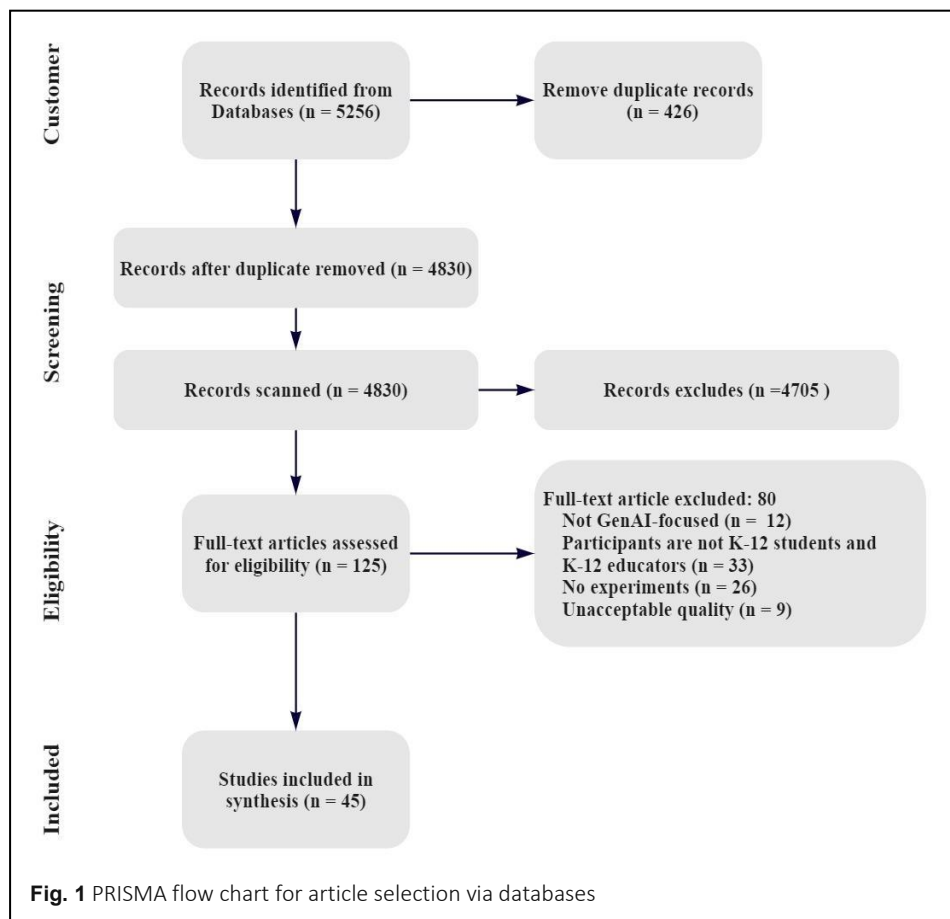 Customer
Records identified from
Databases (n = 5256)
Remove duplicate records
(n = 426)
Screening
Records after duplicate removed (n = 4830)
Records scanned (n = 4830)
Records excludes (n =4705 )
Eligibility
Full-text articles assessed
for eligibility (n = 125)
Full-text article excluded: 80
Not GenAI-focused (n = 12)
Participants are not K-12 students and
K-12 educators (n = 33)
No experiments (n = 26)
Unacceptable quality (n = 9)
Included
Studies included in
synthesis (n = 45)
Fig. 1 PRISMA flow chart for article selection via databases